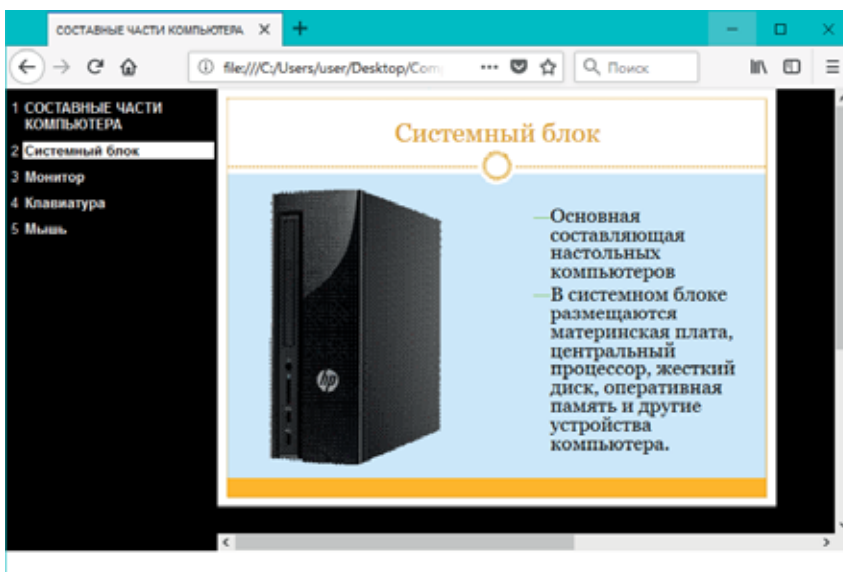 СОСТАВНЫЕ ЧАСТИ КОМПЬЮТЕРА
file:///C:/Users/user/Desktop/Com
Поиск
1 СОСТАВНЫЕ ЧАСТИ
КОМПЬЮТЕРА
2 Системный блок
3 Монитор
4 Клавиатура
5 Мышь
Системный блок
—Основная
составляющая
настольных
компьютеров
—В системном блоке
размещаются
материнская плата,
центральный
процессор, жесткий
диск, оперативная
память и другие
устройства
компьютера.
hp